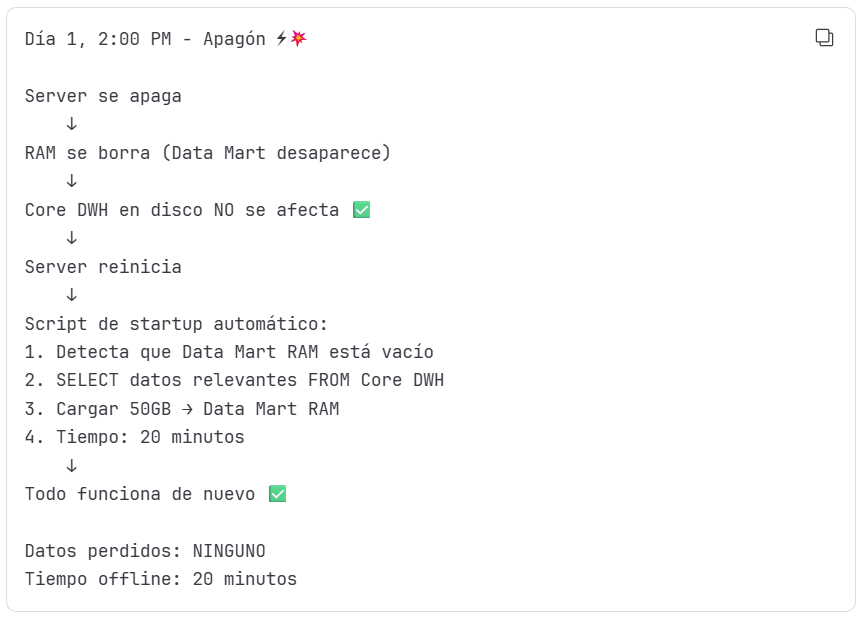 Día 1, 2:00 PM - Apagón ⚡💥
Server se apaga
↓
RAM se borra (Data Mart desaparece)
↓
Core DWH en disco NO se afecta ✅
↓
Server reinicia
↓
Script de startup automático:
1. Detecta que Data Mart RAM está vacío
2. SELECT datos relevantes FROM Core DWH
3. Cargar 50GB → Data Mart RAM
4. Tiempo: 20 minutos
↓
Todo funciona de nuevo ✅
Datos perdidos: NINGUNO
Tiempo offline: 20 minutos